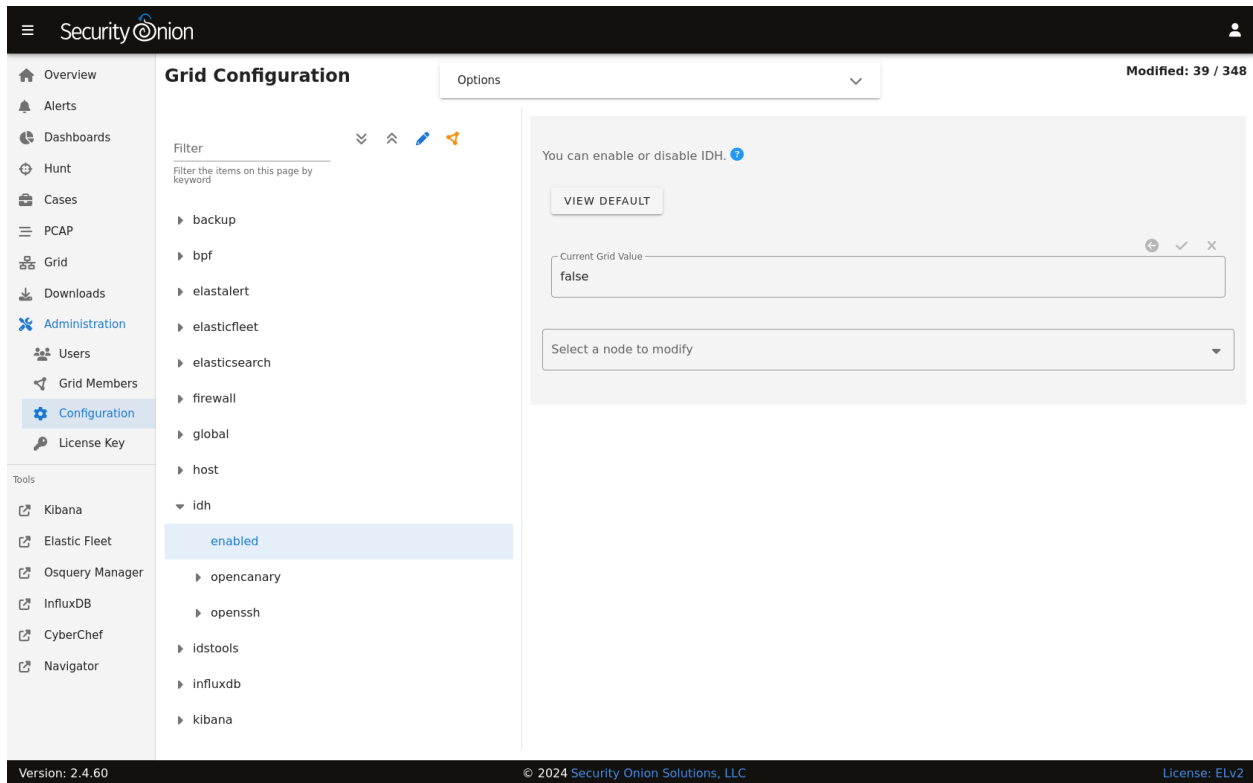 Security Onion
Overview
Alerts
Dashboards
Hunt
Cases
PCAP
Grid
Downloads
Administration
Users
Grid Members
Configuration
License Key
Tools
Kibana
Elastic Fleet
Osquery Manager
InfluxDB
CyberChef
Navigator
Grid Configuration
Options
Modified: 39 / 348
Filter
Filter the items on this page by
keyword
backup
bpf
elastalert
elasticfleet
elasticsearch
firewall
global
host
idh
enabled
opencanary
openssh
idstools
influxdb
kibana
You can enable or disable IDH. ?
VIEW DEFAULT
Current Grid Value
false
Select a node to modify
Version: 2.4.60
© 2024 Security Onion Solutions, LLC
License: ELv2